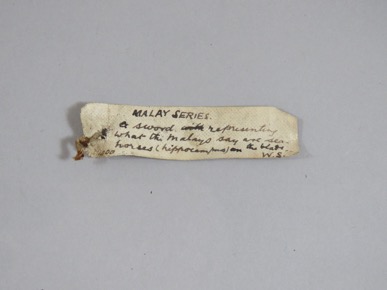 MALAY SERIES.
A sword with representing
what the Malays say are sea-
horses (hippocampus) on the blade.
W.S.